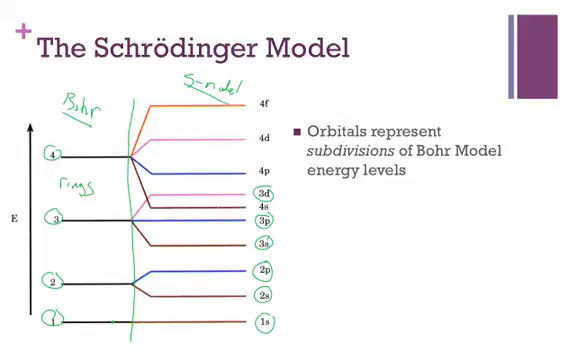 +
The Schrödinger Model
Bohr
S-model
4f
4d
4
4p
rings
3d
4s
E
3
3p
3s
2
2p
2s
1
1s
Orbitals represent
subdivisions of Bohr Model
energy levels